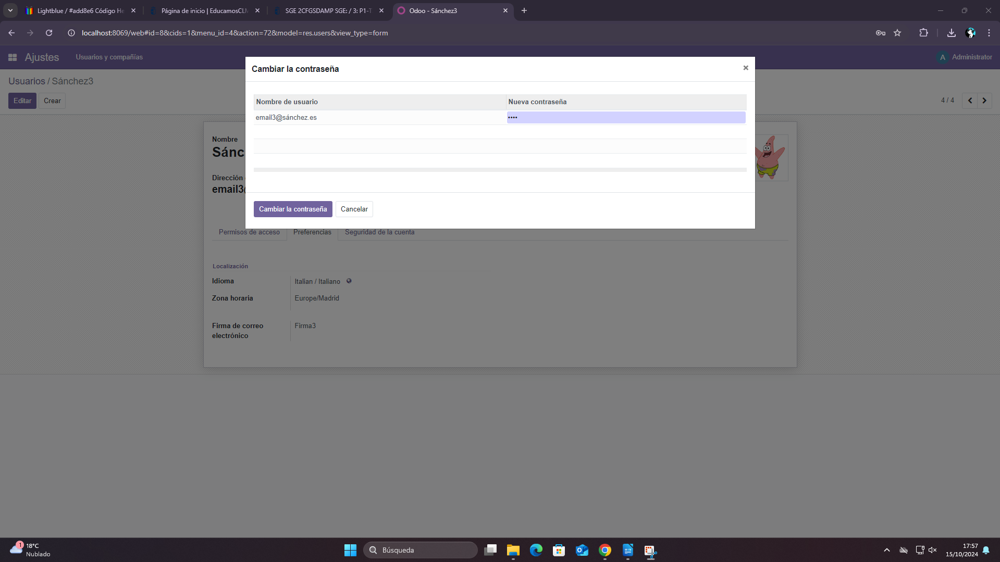 Lightblue / #add8e6 Código He
Página de inicio | EducamosCLM
SGE 2CFGSDAMP SGE: / 3: P1-T
Odoo - Sánchez3
localhost:8069/web#id=8&cids=1&menu_id=4&action=72&model=res.users&view_type=form
Ajustes
Usuarios y compañías
A
Administrator
Cambiar la contraseña
Usuarios / Sánchez3
Editar
Crear
4 / 4
Nombre de usuario
Nueva contraseña
email3@sánchez.es
••••
Nombre
Sánc
Dirección
email3@
Cambiar la contraseña
Cancelar
Permisos de acceso
Preferencias
Seguridad de la cuenta
Localización
Idioma
Italian / Italiano
Zona horaria
Europe/Madrid
Firma de correo
electrónico
Firma3
1
18°C
Nublado
Búsqueda
17:57
15/10/2024